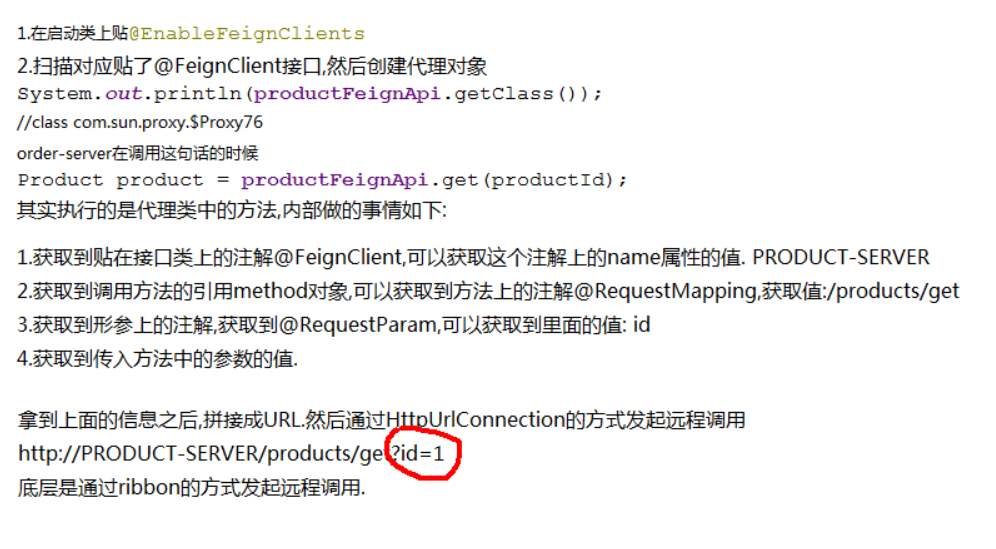 1.在启动类上贴@EnableFeignClients
2.扫描对应贴了@FeignClient接口,然后创建代理对象
System.out.println(productFeignApi.getClass());
//class com.sun.proxy.$Proxy76
order-server在调用这句话的时候
Product product = productFeignApi.get(productId);
其实执行的是代理类中的方法,内部做的事情如下:
1.获取到贴在接口类上的注解@FeignClient,可以获取这个注解上的name属性的值. PRODUCT-SERVER
2.获取到调用方法的引用method对象,可以获取到方法上的注解@RequestMapping,获取值:/products/get
3.获取到形参上的注解,获取到@RequestParam,可以获取到里面的值: id
4.获取到传入方法中的参数的值.
拿到上面的信息之后,拼接成URL.然后通过HttpUrlConnection的方式发起远程调用
http://PRODUCT-SERVER/products/get?id=1
底层是通过ribbon的方式发起远程调用.